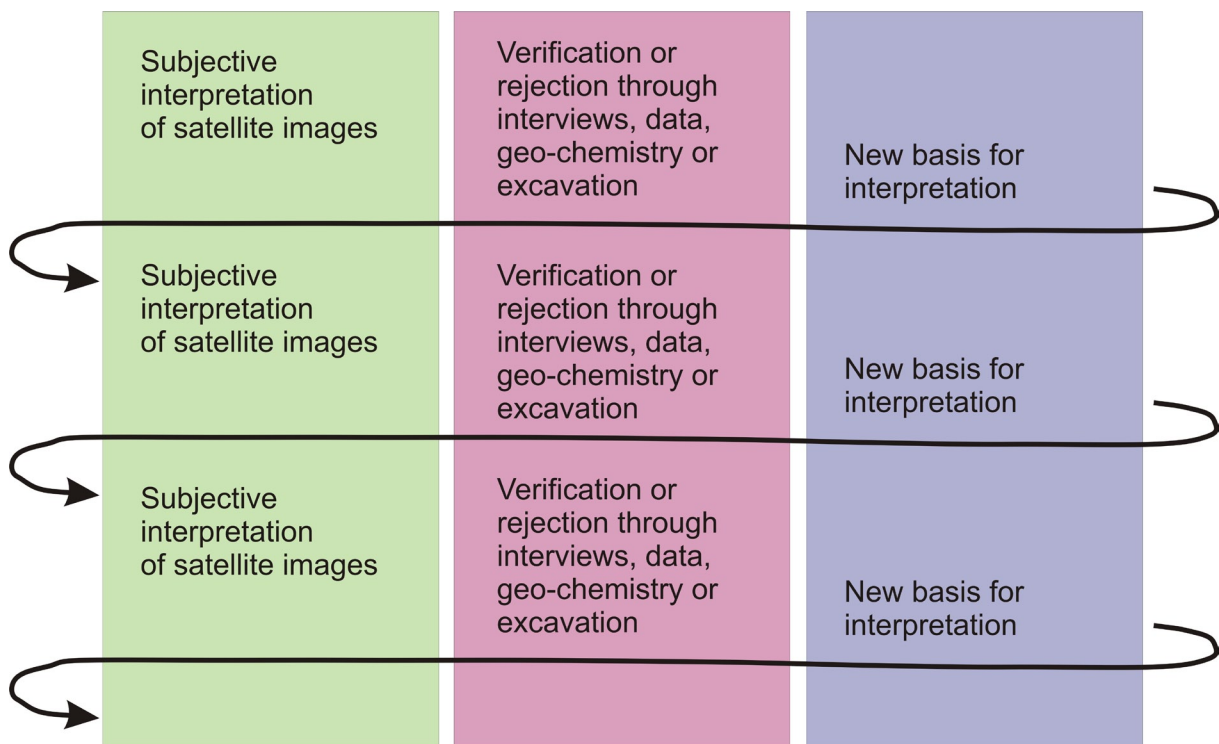 Subjective
interpretation
of satellite images
Verification or
rejection through
interviews, data,
geo-chemistry or
excavation
New basis for
interpretation
Subjective
interpretation
of satellite images
Verification or
rejection through
interviews, data,
geo-chemistry or
excavation
New basis for
interpretation
Subjective
interpretation
of satellite images
Verification or
rejection through
interviews, data,
geo-chemistry or
excavation
New basis for
interpretation